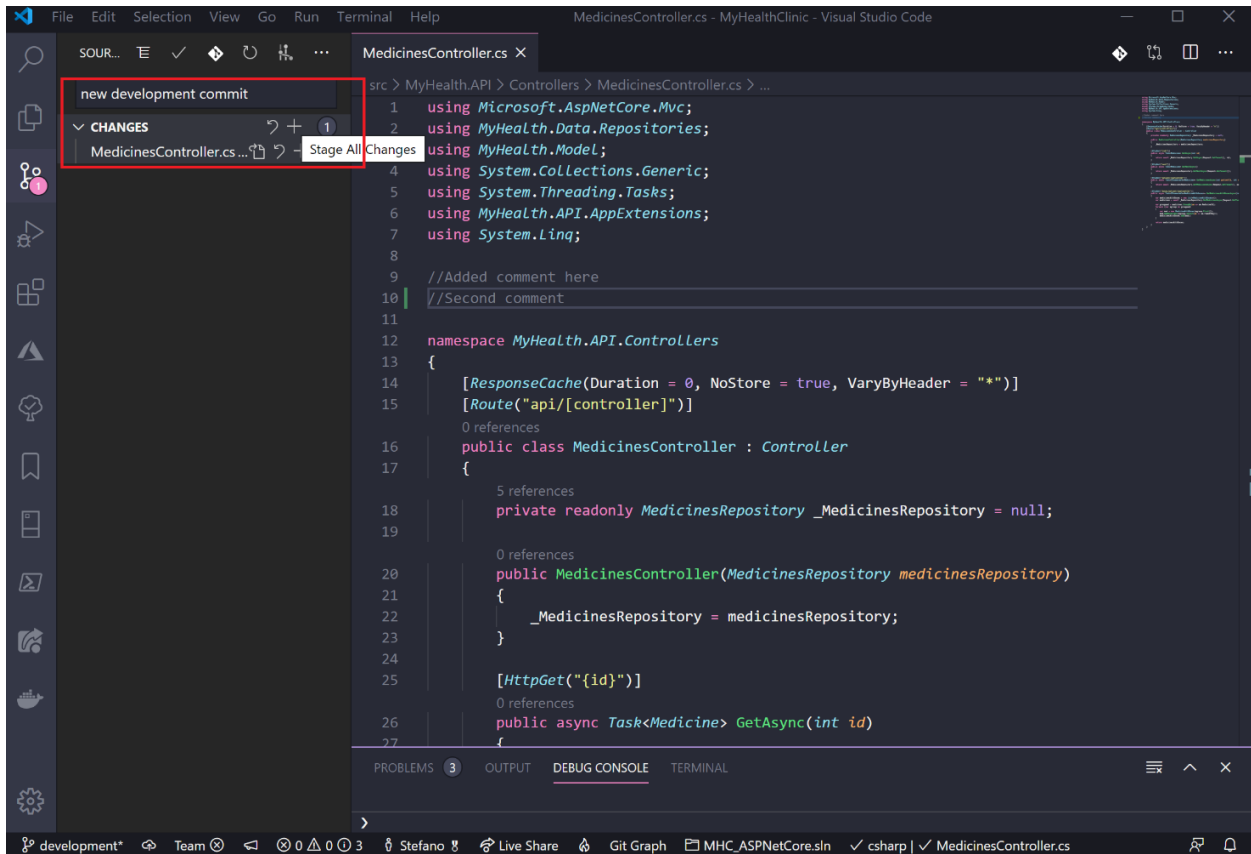 File Edit Selection View Go Run Terminal Help MedicinesController.cs - MyHealthClinic - Visual Studio Code
SOUR...
MedicinesController.cs
new development commit
CHANGES 1
MedicinesController.cs ...
Stage All Changes
1
src > MyHealth.API > Controllers > MedicinesController.cs > ...
1 using Microsoft.AspNetCore.Mvc;
2 using MyHealth.Data.Repositories;
using MyHealth.Model;
4 using System.Collections.Generic;
5 using System.Threading.Tasks;
6 using MyHealth.API.AppExtensions;
7 using System.Linq;
8
9 //Added comment here
10 //Second comment
11
12 namespace MyHealth.API.Controllers
13 {
14 [ResponseCache(Duration = 0, NoStore = true, VaryByHeader = "*")]
15 [Route("api/[controller]")]
0 references
16 public class MedicinesController : Controller
17 {
5 references
18 private readonly MedicinesRepository _MedicinesRepository = null;
19
0 references
20 public MedicinesController(MedicinesRepository medicinesRepository)
21 {
22 _MedicinesRepository = medicinesRepository;
23 }
24
25 [HttpGet("{id}")]
0 references
26 public async Task<Medicine> GetAsync(int id)
27 {
PROBLEMS 3 OUTPUT DEBUG CONSOLE TERMINAL
development* Team 0 0 3 Stefano Live Share Git Graph MHC_ASPNetCore.sln csharp | MedicinesController.cs